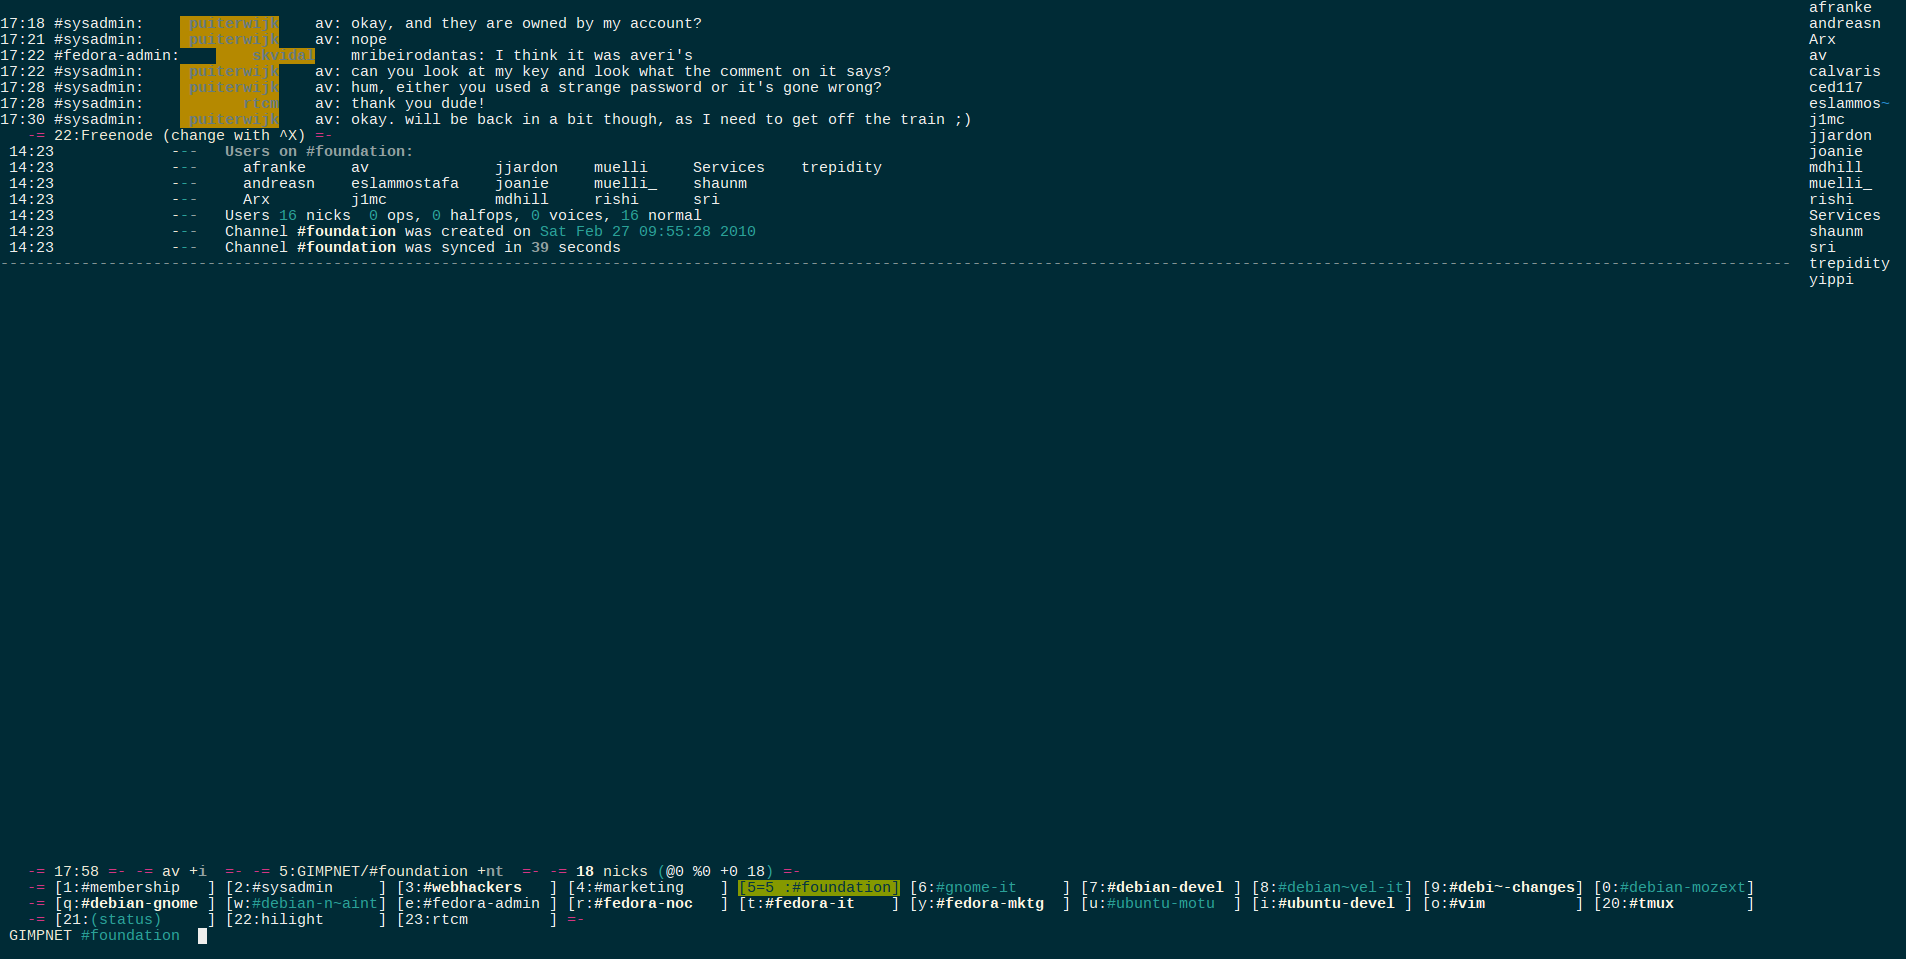 17:18 #sysadmin: puiterwijk av: okay, and they are owned by my account?
17:21 #sysadmin: puiterwijk av: nope
17:22 #fedora-admin: skvidal mribeirodantas: I think it was averi's
17:22 #sysadmin: puiterwijk av: can you look at my key and look what the comment on it says?
17:28 #sysadmin: puiterwijk av: hum, either you used a strange password or it's gone wrong?
17:28 #sysadmin: rtcm av: thank you dude!
17:30 #sysadmin: puiterwijk av: okay. will be back in a bit though, as I need to get off the train ;)
-= 22:Freenode (change with ^X) =-
14:23 --- Users on #foundation:
14:23 --- afranke av jjardon muelli Services trepidity
14:23 --- andreasn eslammostafa joanie muelli_ shaunm
14:23 --- Arx j1mc mdhill rishi sri
14:23 --- Users 16 nicks 0 ops, 0 halfops, 0 voices, 16 normal
14:23 --- Channel #foundation was created on Sat Feb 27 09:55:28 2010
14:23 --- Channel #foundation was synced in 39 seconds
afranke
andreasn
Arx
av
calvaris
ced117
eslammos~
j1mc
jjardon
joanie
mdhill
muelli_
rishi
Services
shaunm
sri
trepidity
yippi
-= 17:58 =- -= av +i =- -= 5:GIMPNET/#foundation +nt =- -= 18 nicks (@0 %0 +0 18) =-
-= [1:#membership ] [2:#sysadmin ] [3:#webhackers ] [4:#marketing ] [5=5 :#foundation] [6:#gnome-it ] [7:#debian-devel ] [8:#debian~vel-it] [9:#debi~-changes] [0:#debian-mozext]
-= [q:#debian-gnome ] [w:#debian-n~aint] [e:#fedora-admin ] [r:#fedora-noc ] [t:#fedora-it ] [y:#fedora-mktg ] [u:#ubuntu-motu ] [i:#ubuntu-devel ] [o:#vim ] [20:#tmux ]
-= [21:(status) ] [22:hilight ] [23:rtcm ] =-
GIMPNET #foundation